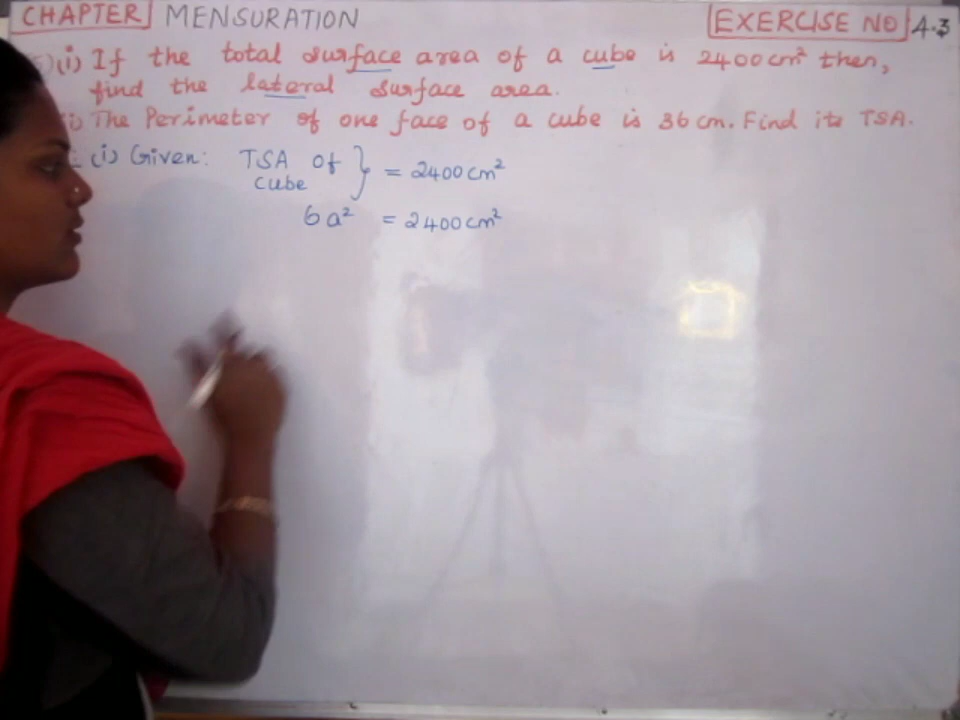 CHAPTER MENSURATION EXERCISE NO 4.3
(i) If the total surface area of a cube is 2400 cm² then,
find the lateral surface area.
The Perimeter of one face of a cube is 36 cm. Find its TSA.
(i) Given: TSA of cube } = 2400 cm²
6a² = 2400 cm²